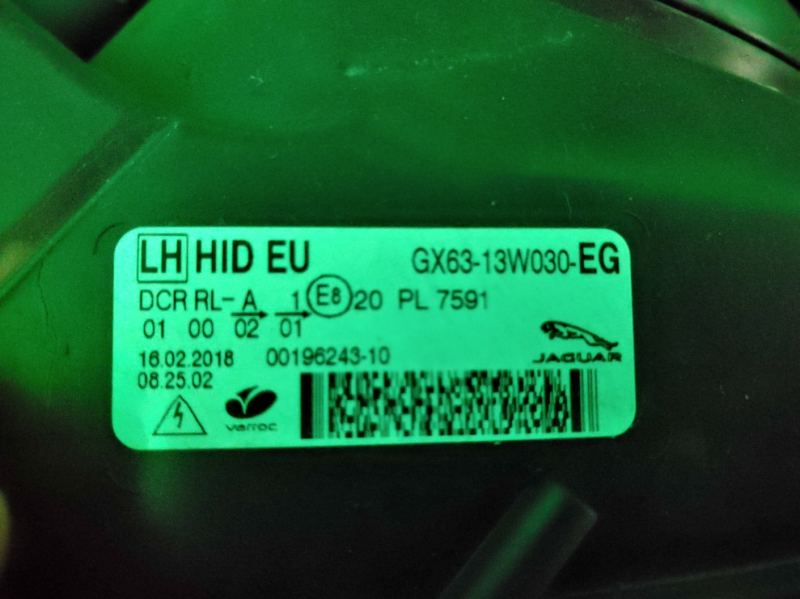 LH HID EU GX63-13W030-EG
DCR RL- A 1 E8 20 PL 7591
01 00 02 01
16.02.2018 00196243-10
JAGUAR
08.25.02
varroc